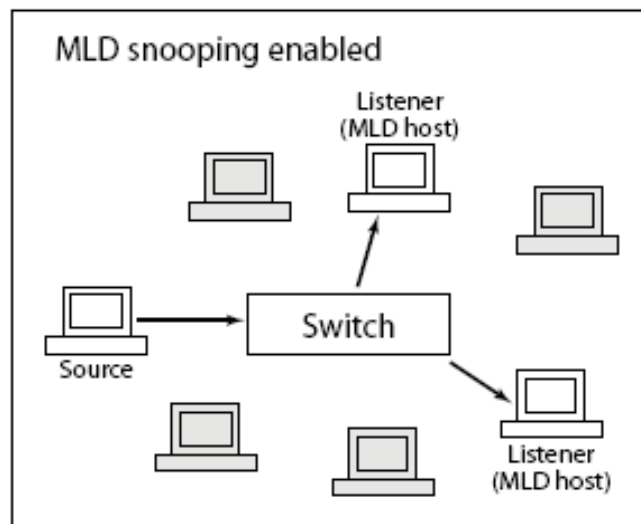 MLD snooping enabled
Listener
(MLD host)
Switch
Source
Listener
(MLD host)